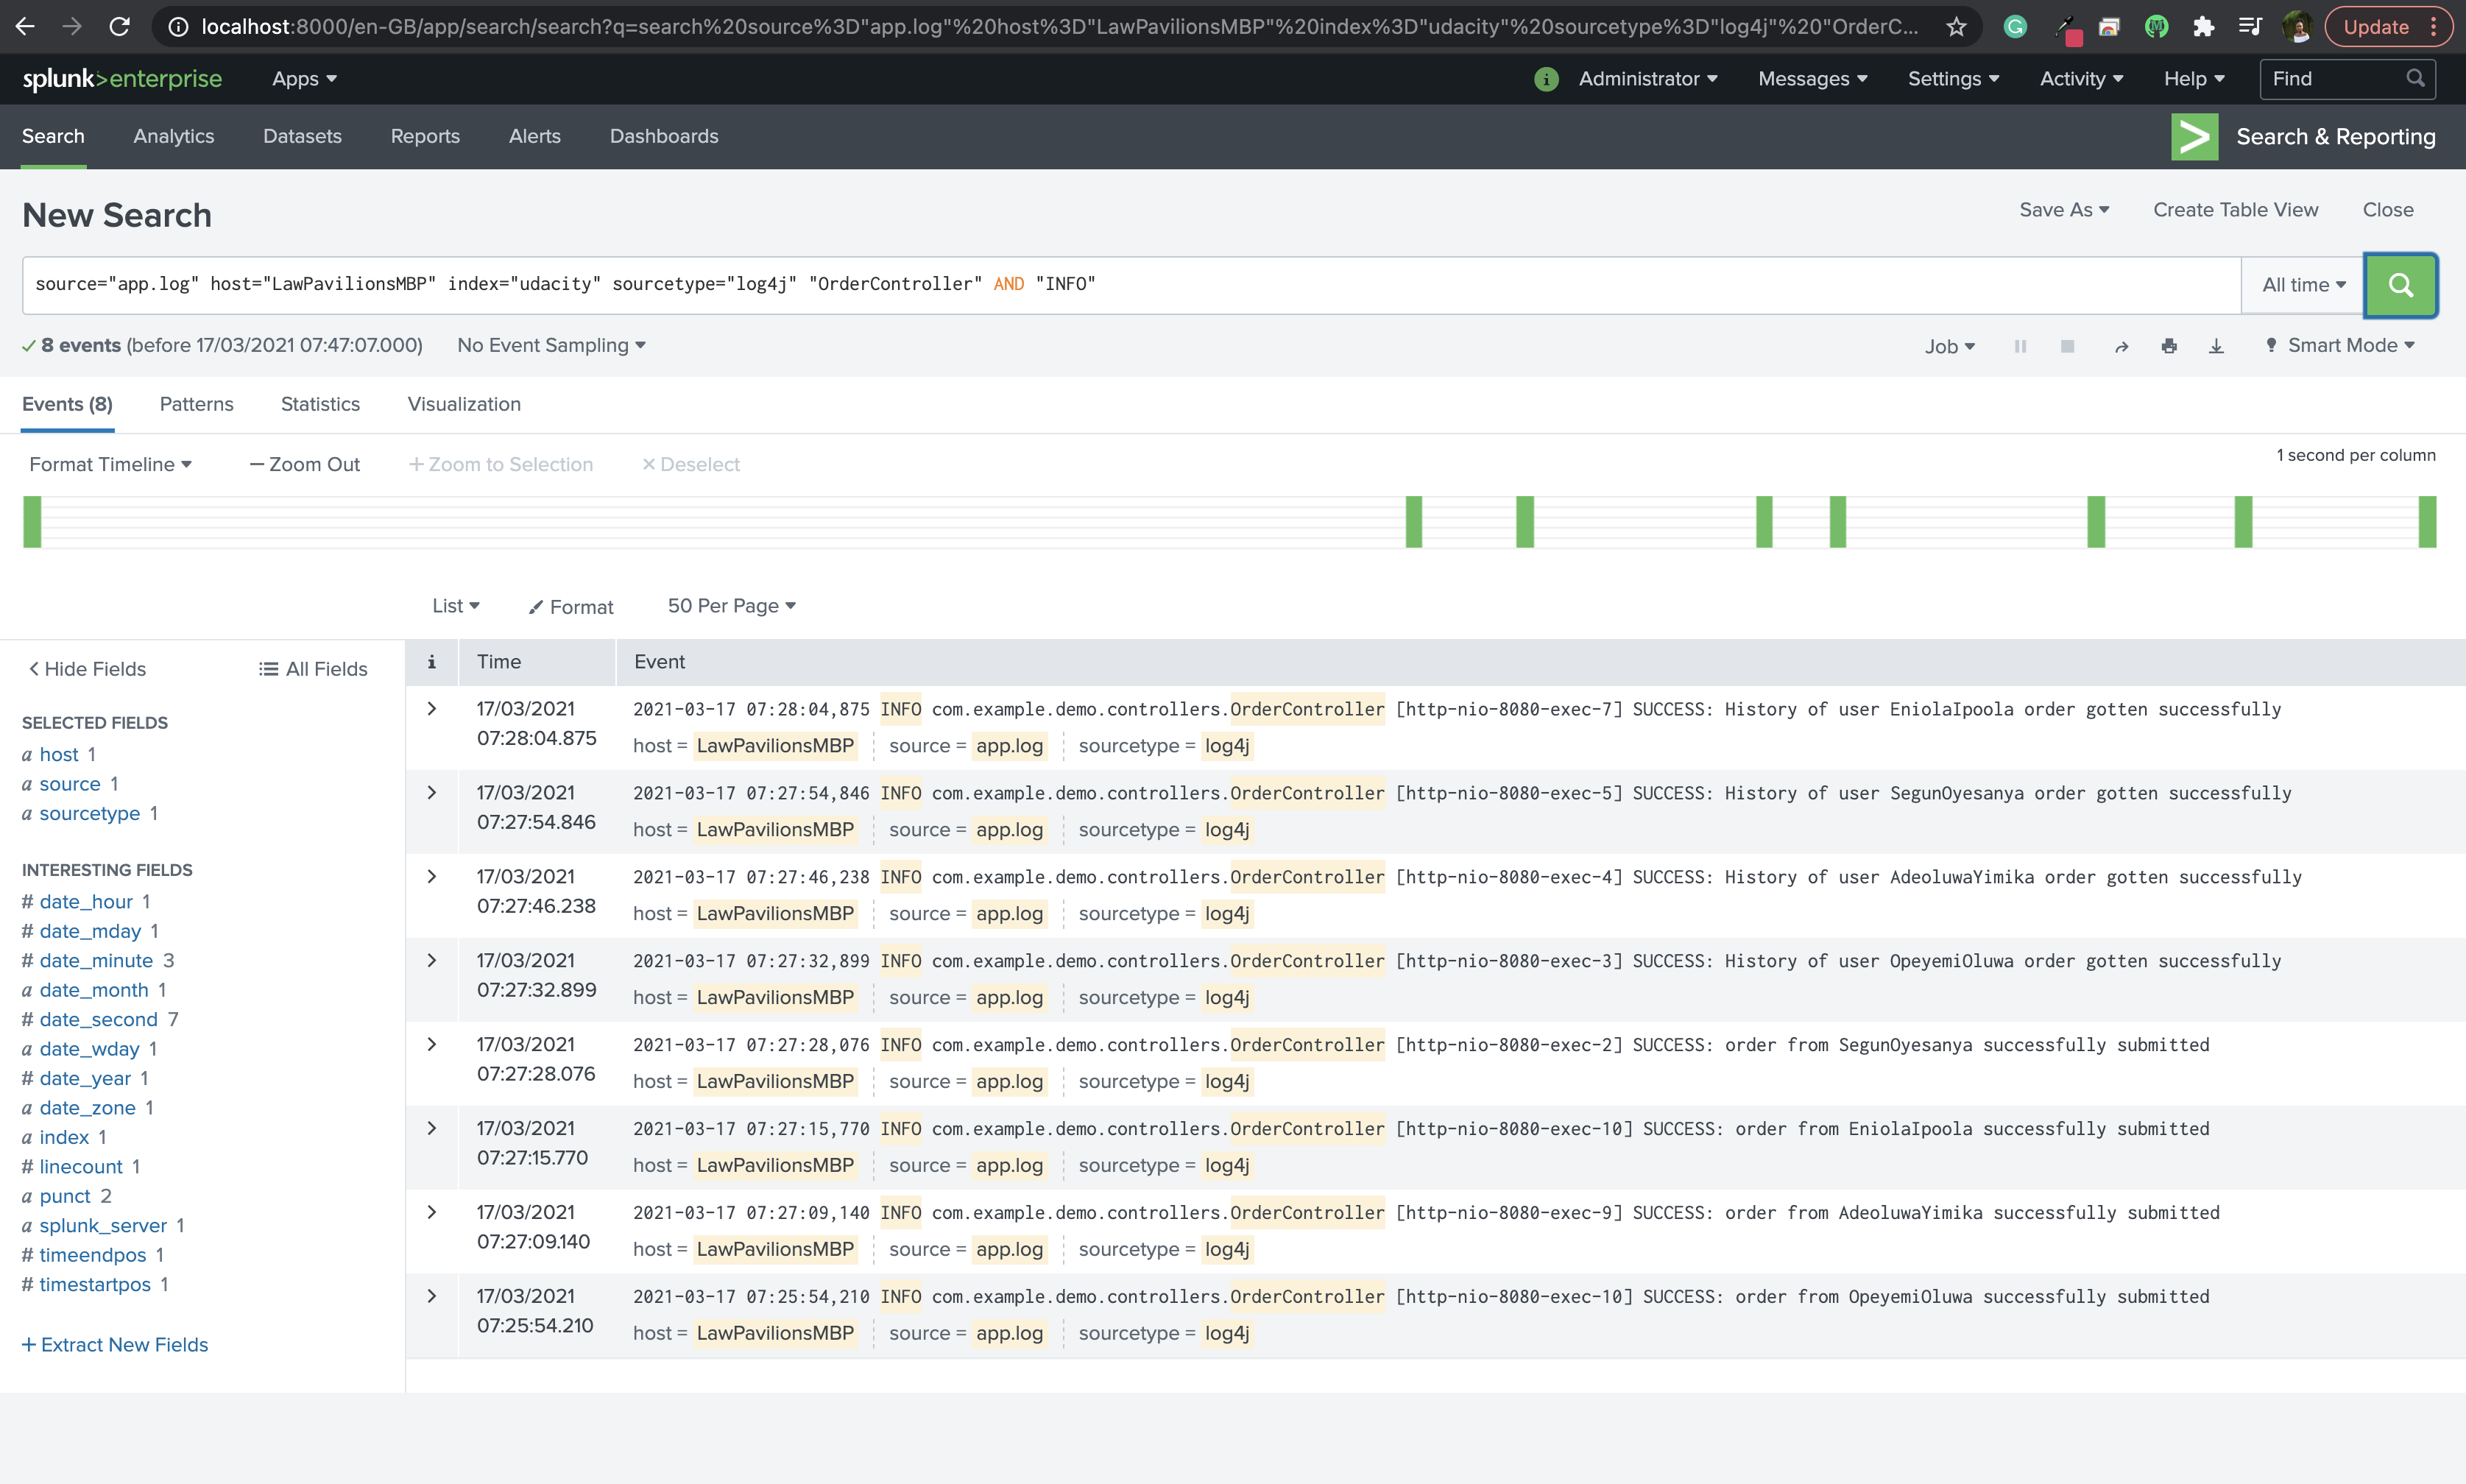 localhost:8000/en-GB/app/search/search?q=search%20source%3D"app.log"%20host%3D"LawPavilionsMBP"%20index%3D"udacity"%20sourcetype%3D"log4j"%20"OrderC... Update
splunk>enterprise Apps i Administrator Messages Settings Activity Help Find
Search Analytics Datasets Reports Alerts Dashboards > Search & Reporting
New Search Save As Create Table View Close
source="app.log" host="LawPavilionsMBP" index="udacity" sourcetype="log4j" "OrderController" AND "INFO" All time
8 events (before 17/03/2021 07:47:07.000) No Event Sampling Job Smart Mode
Events (8) Patterns Statistics Visualization
Format Timeline — Zoom Out + Zoom to Selection × Deselect 1 second per column
List Format 50 Per Page
< Hide Fields All Fields
SELECTED FIELDS
a host 1
a source 1
a sourcetype 1
INTERESTING FIELDS
# date_hour 1
# date_mday 1
# date_minute 3
a date_month 1
# date_second 7
a date_wday 1
# date_year 1
a date_zone 1
a index 1
# linecount 1
a punct 2
a splunk_server 1
# timeendpos 1
# timestartpos 1
+ Extract New Fields
i Time Event
17/03/2021 07:28:04.875
2021-03-17 07:28:04,875 INFO com.example.demo.controllers.OrderController [http-nio-8080-exec-7] SUCCESS: History of user EniolaIpoola order gotten successfully
host = LawPavilionsMBP source = app.log sourcetype = log4j
17/03/2021 07:27:54.846
2021-03-17 07:27:54,846 INFO com.example.demo.controllers.OrderController [http-nio-8080-exec-5] SUCCESS: History of user SegunOyesanya order gotten successfully
host = LawPavilionsMBP source = app.log sourcetype = log4j
17/03/2021 07:27:46.238
2021-03-17 07:27:46,238 INFO com.example.demo.controllers.OrderController [http-nio-8080-exec-4] SUCCESS: History of user AdeoluwaYimika order gotten successfully
host = LawPavilionsMBP source = app.log sourcetype = log4j
17/03/2021 07:27:32.899
2021-03-17 07:27:32,899 INFO com.example.demo.controllers.OrderController [http-nio-8080-exec-3] SUCCESS: History of user OpeyemiOluwa order gotten successfully
host = LawPavilionsMBP source = app.log sourcetype = log4j
17/03/2021 07:27:28.076
2021-03-17 07:27:28,076 INFO com.example.demo.controllers.OrderController [http-nio-8080-exec-2] SUCCESS: order from SegunOyesanya successfully submitted
host = LawPavilionsMBP source = app.log sourcetype = log4j
17/03/2021 07:27:15.770
2021-03-17 07:27:15,770 INFO com.example.demo.controllers.OrderController [http-nio-8080-exec-10] SUCCESS: order from EniolaIpoola successfully submitted
host = LawPavilionsMBP source = app.log sourcetype = log4j
17/03/2021 07:27:09.140
2021-03-17 07:27:09,140 INFO com.example.demo.controllers.OrderController [http-nio-8080-exec-9] SUCCESS: order from AdeoluwaYimika successfully submitted
host = LawPavilionsMBP source = app.log sourcetype = log4j
17/03/2021 07:25:54.210
2021-03-17 07:25:54,210 INFO com.example.demo.controllers.OrderController [http-nio-8080-exec-10] SUCCESS: order from OpeyemiOluwa successfully submitted
host = LawPavilionsMBP source = app.log sourcetype = log4j